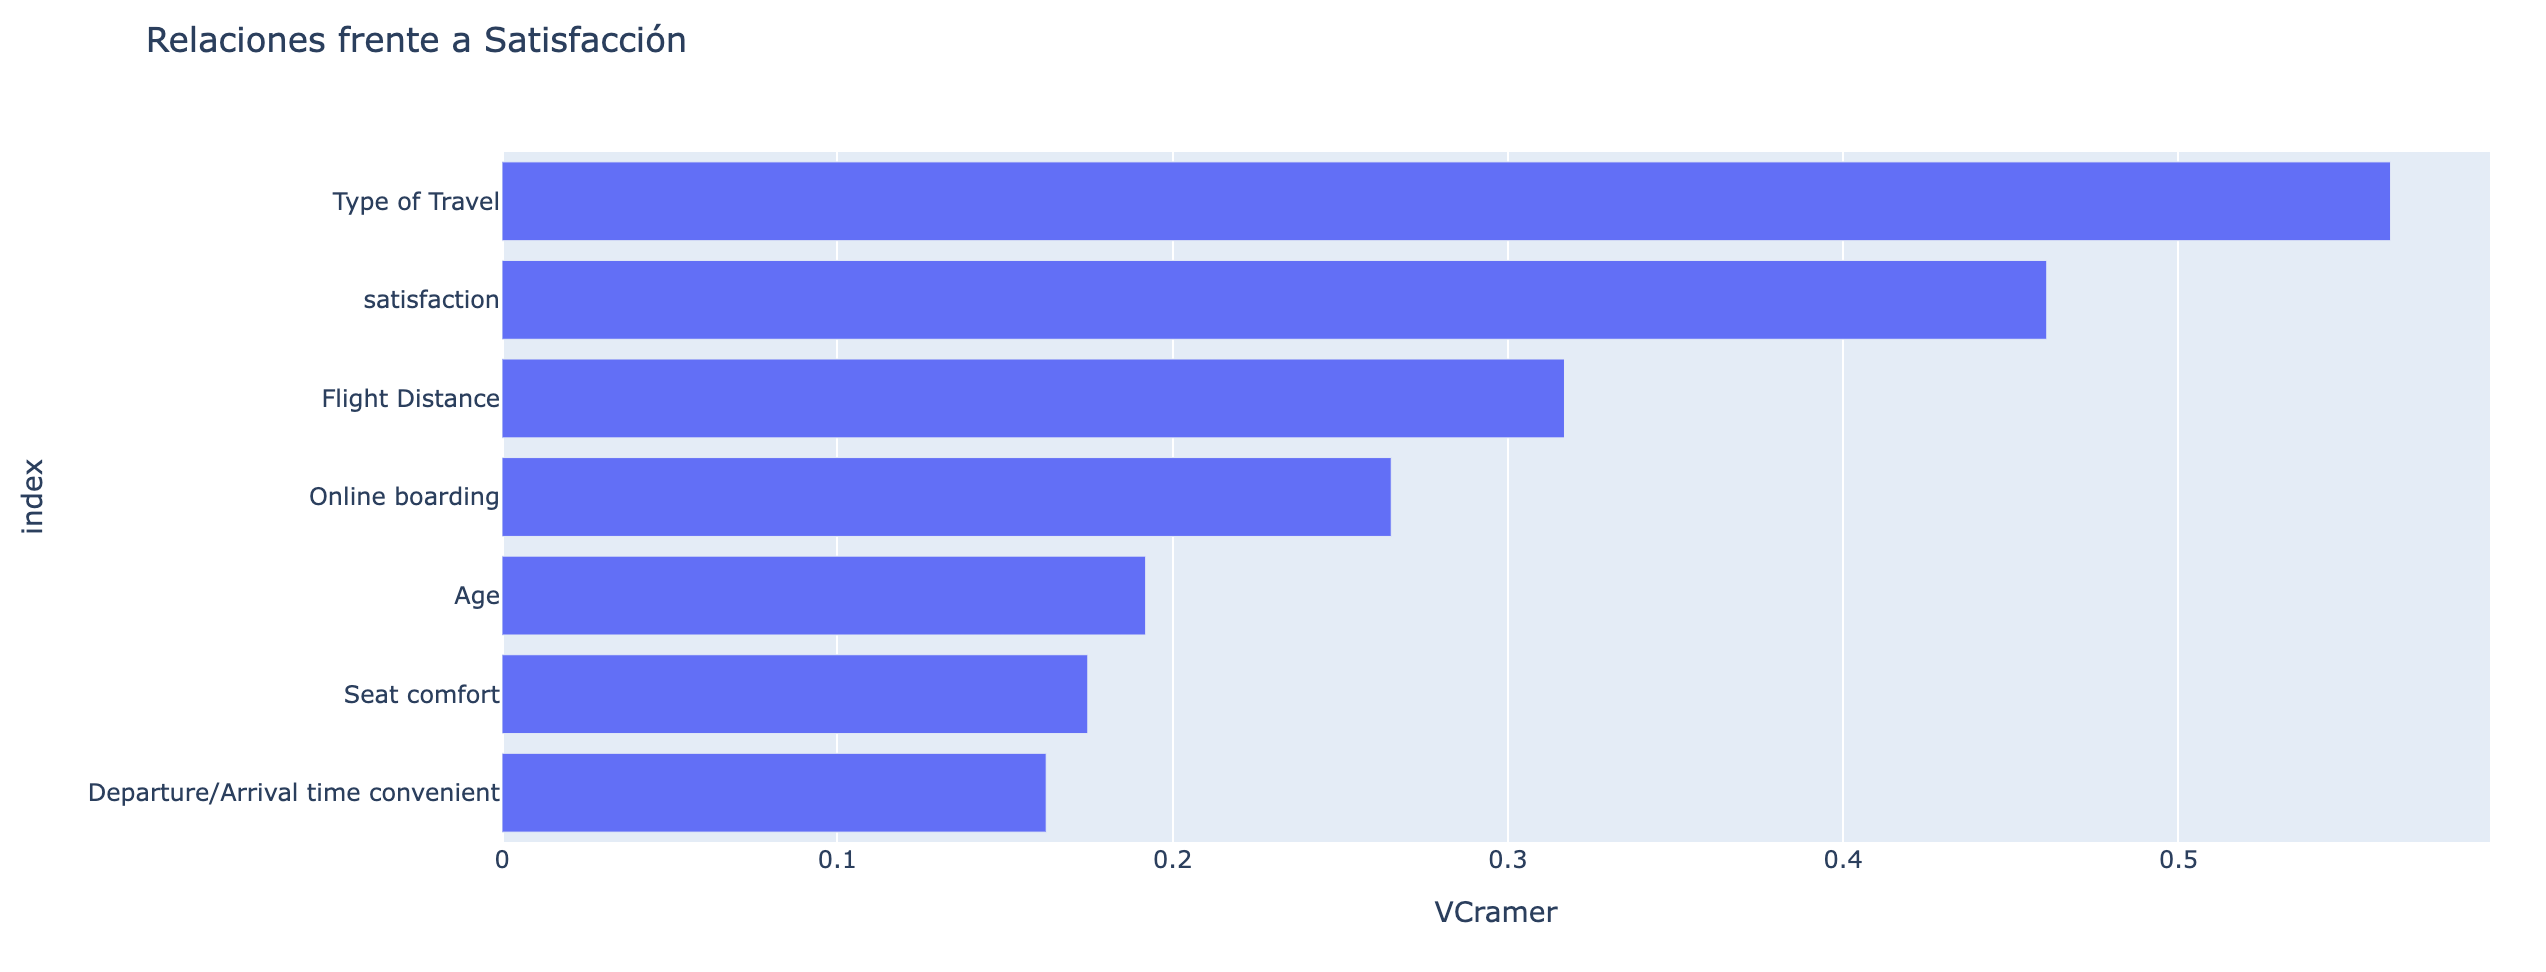 Relaciones frente a Satisfacción
index
Type of Travel
satisfaction
Flight Distance
Online boarding
Age
Seat comfort
Departure/Arrival time convenient
0 0.1 0.2 0.3 0.4 0.5
VCramer